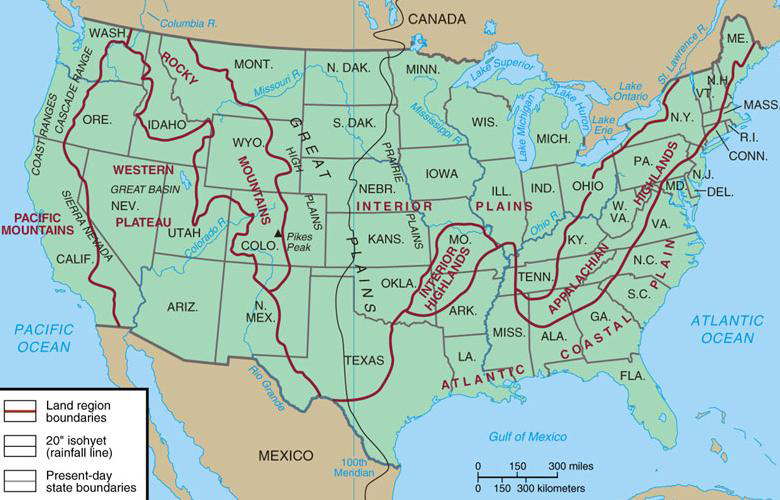 CANADA
WASH.
Columbia R.
ROCKY
MONT.
N. DAK.
MINN.
Lake Superior
St. Lawrence R.
ME.
COAST RANGES
CASCADE RANGE
Missouri R.
Lake Ontario
N.H.
VT.
MASS.
ORE.
IDAHO
GREAT
S. DAK.
Mississippi R.
WIS.
Lake Michigan
Lake Huron
Lake Erie
N.Y.
R.I.
MICH.
CONN.
WYO.
HIGH
PRAIRIE
IOWA
PA.
N.J.
WESTERN
MOUNTAINS
GREAT BASIN
NEBR.
ILL.
IND.
OHIO
HIGHLANDS
MD.
DEL.
NEV.
PLAINS
INTERIOR
PLAINS
W.
VA.
PACIFIC
MOUNTAINS
SIERRA NEVADA
PLATEAU
UTAH
Colorado R.
COLO.
Pikes
Peak
KANS.
PLAINS
MO.
Ohio R.
KY.
VA.
CALIF.
PLAINS
INTERIOR
HIGHLANDS
TENN.
APPALACHIAN
N.C.
PLAIN
ARIZ.
N.
MEX.
OKLA.
ARK.
S.C.
PACIFIC
OCEAN
MISS.
ALA.
GA.
COASTAL
ATLANTIC
OCEAN
TEXAS
LA.
ATLANTIC
FLA.
Rio Grande
Land region
boundaries
20" isohyet
(rainfall line)
Present-day
state boundaries
MEXICO
100th
Meridian
Gulf of Mexico
0 150 300 miles
0 150 300 kilometers